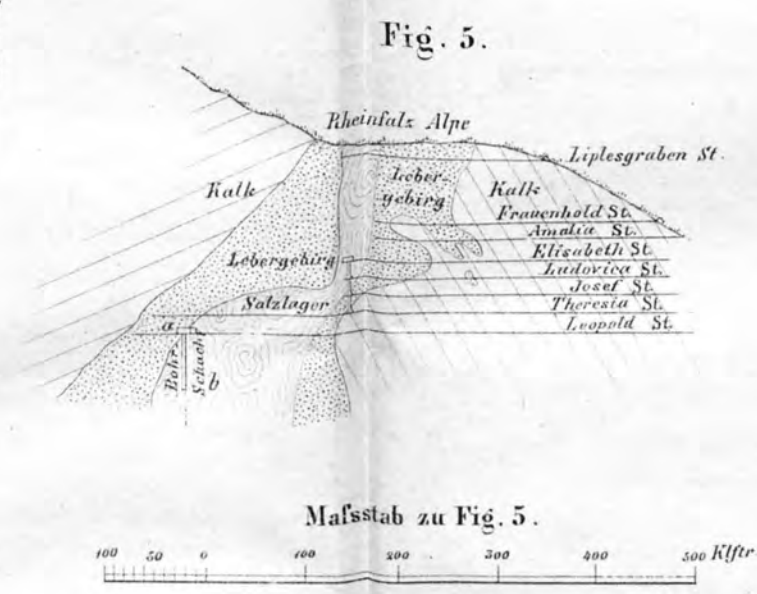 Fig. 5.
Rheinfalz Alpe
Liplesgraben St.
Leber-
gebirg
Kalk
Kalk
Frauenhold St.
Amalia St.
Elisabeth St.
Lebergebirg
Ludovica St.
Josef St.
Salzlager
Theresia St.
a
Leopold St.
Bohr
Schacht
b
Maſsstab zu Fig. 5.
100 50 0 100 200 300 400 500 Klftr.